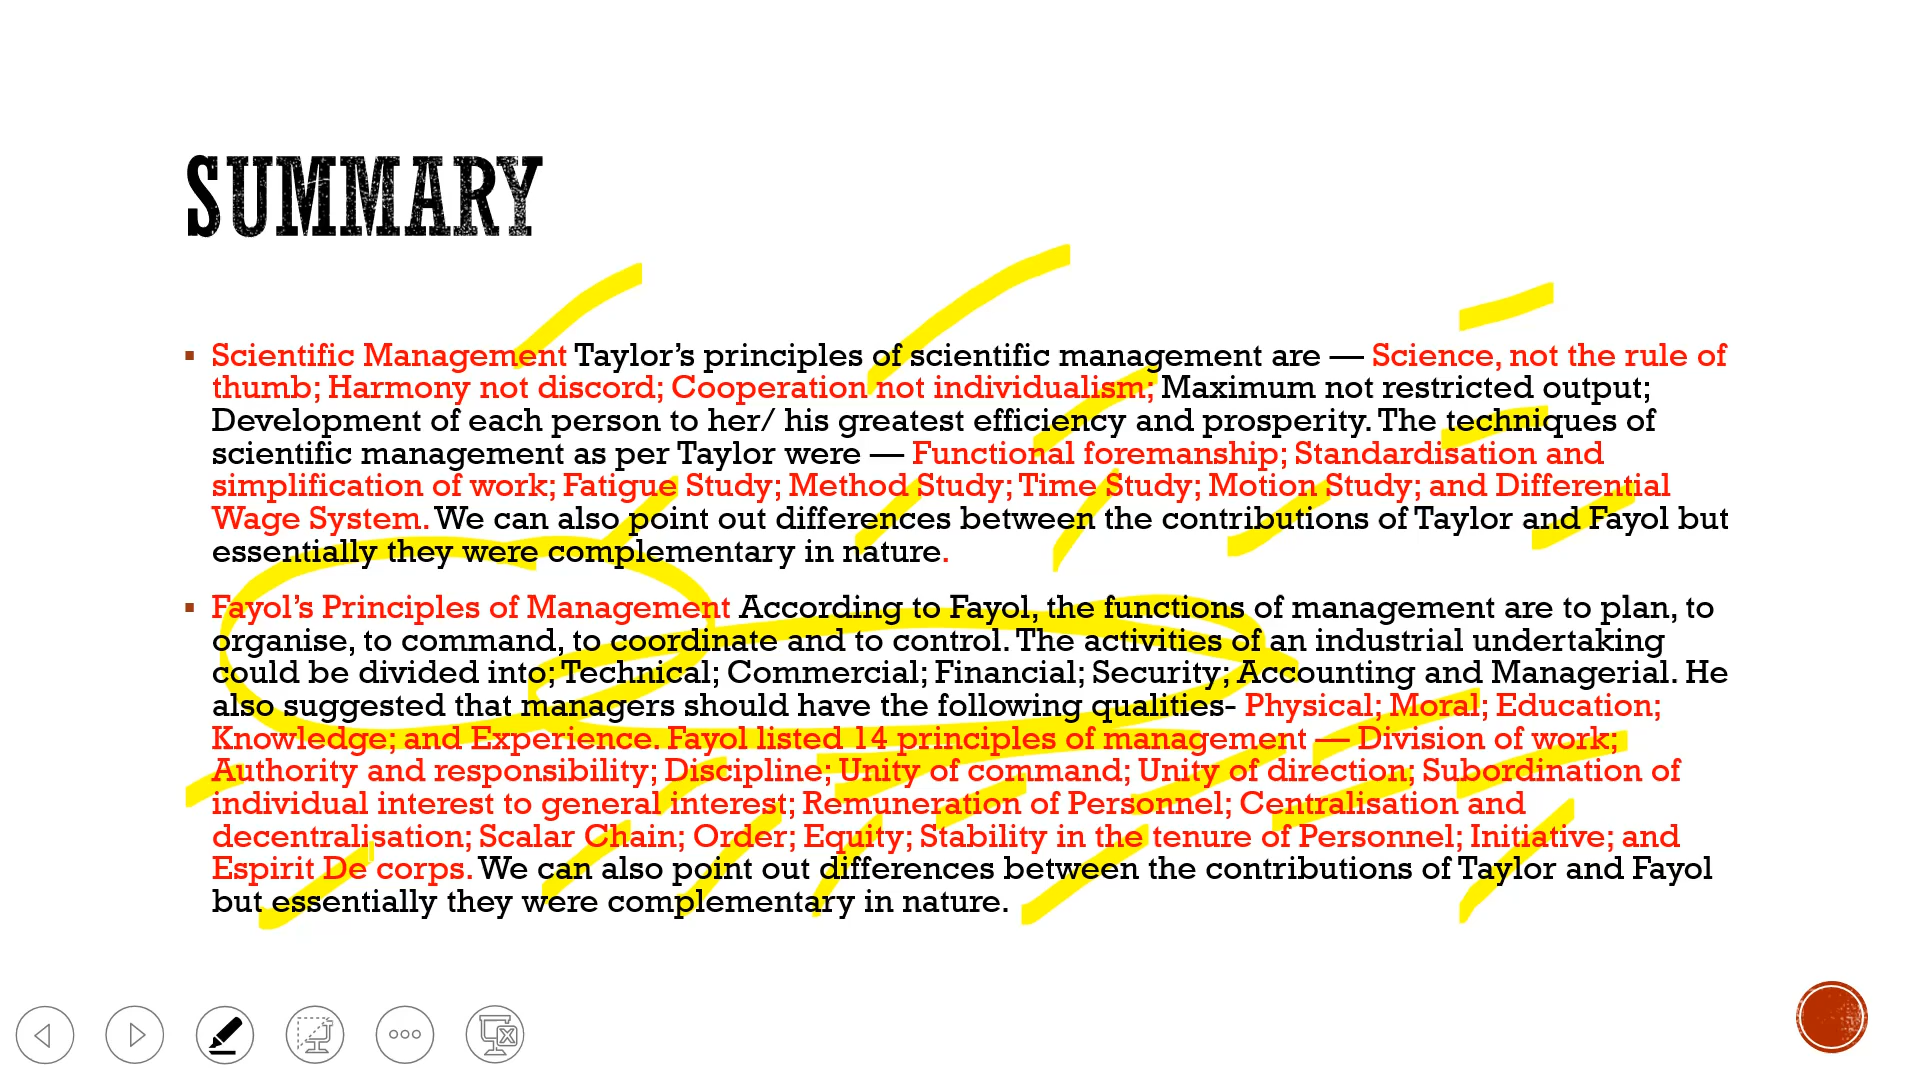 SUMMARY
Scientific Management Taylor’s principles of scientific management are — Science, not the rule of
thumb; Harmony not discord; Cooperation not individualism; Maximum not restricted output;
Development of each person to her/ his greatest efficiency and prosperity. The techniques of
scientific management as per Taylor were — Functional foremanship; Standardisation and
simplification of work; Fatigue Study; Method Study; Time Study; Motion Study; and Differential
Wage System. We can also point out differences between the contributions of Taylor and Fayol but
essentially they were complementary in nature.
Fayol’s Principles of Management According to Fayol, the functions of management are to plan, to
organise, to command, to coordinate and to control. The activities of an industrial undertaking
could be divided into; Technical; Commercial; Financial; Security; Accounting and Managerial. He
also suggested that managers should have the following qualities- Physical; Moral; Education;
Knowledge; and Experience. Fayol listed 14 principles of management — Division of work;
Authority and responsibility; Discipline; Unity of command; Unity of direction; Subordination of
individual interest to general interest; Remuneration of Personnel; Centralisation and
decentralisation; Scalar Chain; Order; Equity; Stability in the tenure of Personnel; Initiative; and
Espirit De corps. We can also point out differences between the contributions of Taylor and Fayol
but essentially they were complementary in nature.